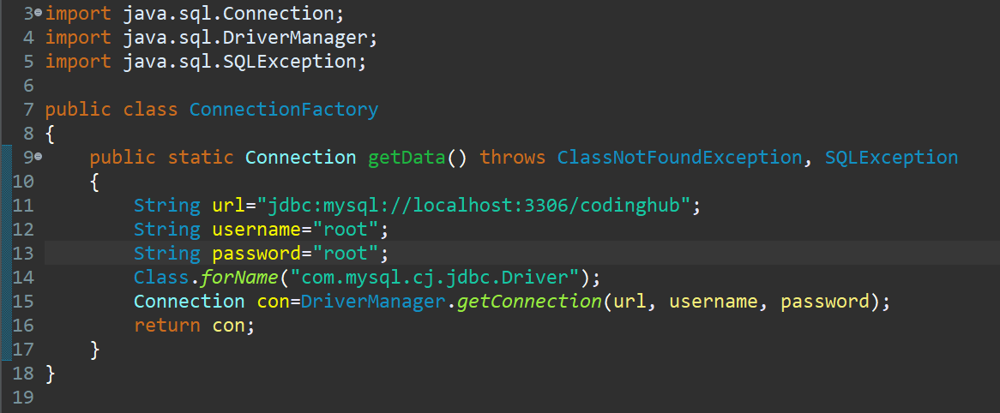 3 import java.sql.Connection;
4 import java.sql.DriverManager;
5 import java.sql.SQLException;
6
7 public class ConnectionFactory
8 {
9     public static Connection getData() throws ClassNotFoundException, SQLException
10     {
11         String url="jdbc:mysql://localhost:3306/codinghub";
12         String username="root";
13         String password="root";
14         Class.forName("com.mysql.cj.jdbc.Driver");
15         Connection con=DriverManager.getConnection(url, username, password);
16         return con;
17     }
18 }
19